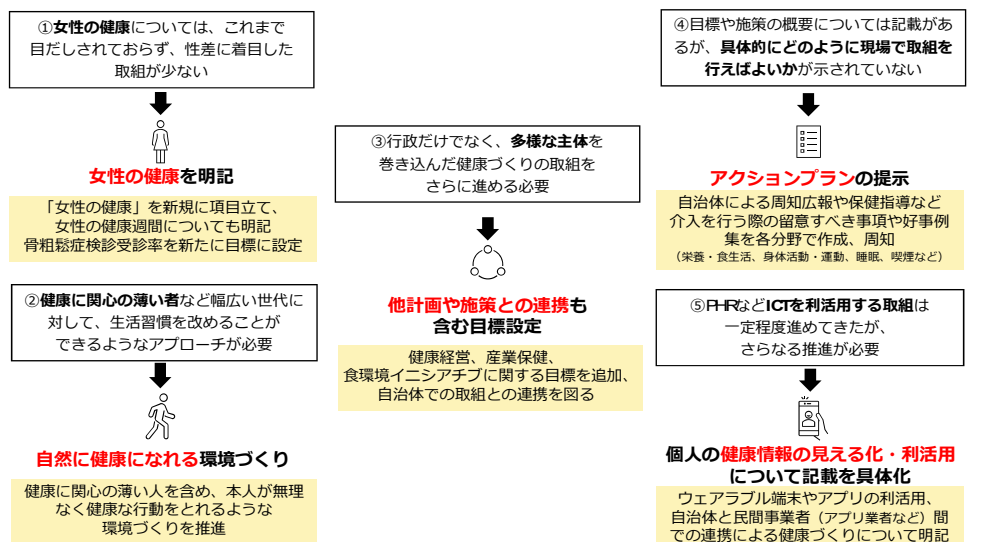 ①女性の健康については、これまで
目だしされておらず、性差に着目した
取組が少ない
女性の健康を明記
「女性の健康」を新規に項目立て、
女性の健康週間についても明記
骨粗鬆症検診受診率を新たに目標に設定
②健康に関心の薄い者など幅広い世代に
対して、生活習慣を改めることが
できるようなアプローチが必要
自然に健康になれる環境づくり
健康に関心の薄い人を含め、本人が無理
なく健康な行動をとれるような
環境づくりを推進
③行政だけでなく、多様な主体を
巻き込んだ健康づくりの取組を
さらに進める必要
他計画や施策との連携も
含む目標設定
健康経営、産業保健、
食環境イニシアチブに関する目標を追加、
自治体での取組との連携を図る
④目標や施策の概要については記載があ
るが、具体的にどのように現場で取組を
行えばよいかが示されていない
アクションプランの提示
自治体による周知広報や保健指導など
介入を行う際の留意すべき事項や好事例
集を各分野で作成、周知
（栄養・食生活、身体活動・運動、睡眠、喫煙など）
⑤PHRなどICTを利活用する取組は
一定程度進めてきたが、
さらなる推進が必要
個人の健康情報の見える化・利活用
について記載を具体化
ウェアラブル端末やアプリの利活用、
自治体と民間事業者（アプリ業者など）間
での連携による健康づくりについて明記